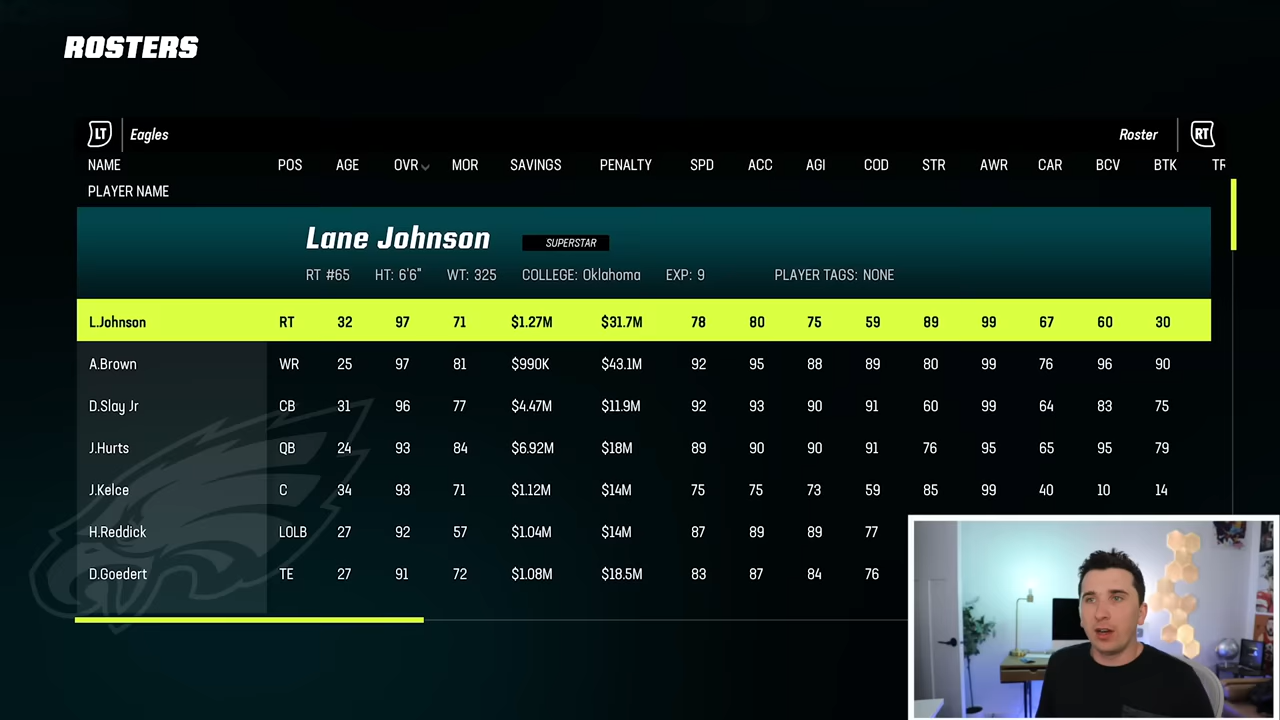 ROSTERS
LT Eagles Roster RT
NAME POS AGE OVR MOR SAVINGS PENALTY SPD ACC AGI COD STR AWR CAR BCV BTK TR
PLAYER NAME
Lane Johnson SUPERSTAR
RT #65 HT: 6'6" WT: 325 COLLEGE: Oklahoma EXP: 9 PLAYER TAGS: NONE
L.Johnson RT 32 97 71 $1.27M $31.7M 78 80 75 59 89 99 67 60 30
A.Brown WR 25 97 81 $990K $43.1M 92 95 88 89 80 99 76 96 90
D.Slay Jr CB 31 96 77 $4.47M $11.9M 92 93 90 91 60 99 64 83 75
J.Hurts QB 24 93 84 $6.92M $18M 89 90 90 91 76 95 65 95 79
J.Kelce C 34 93 71 $1.12M $14M 75 75 73 59 85 99 40 10 14
H.Reddick LOLB 27 92 57 $1.04M $14M 87 89 89 77
D.Goedert TE 27 91 72 $1.08M $18.5M 83 87 84 76